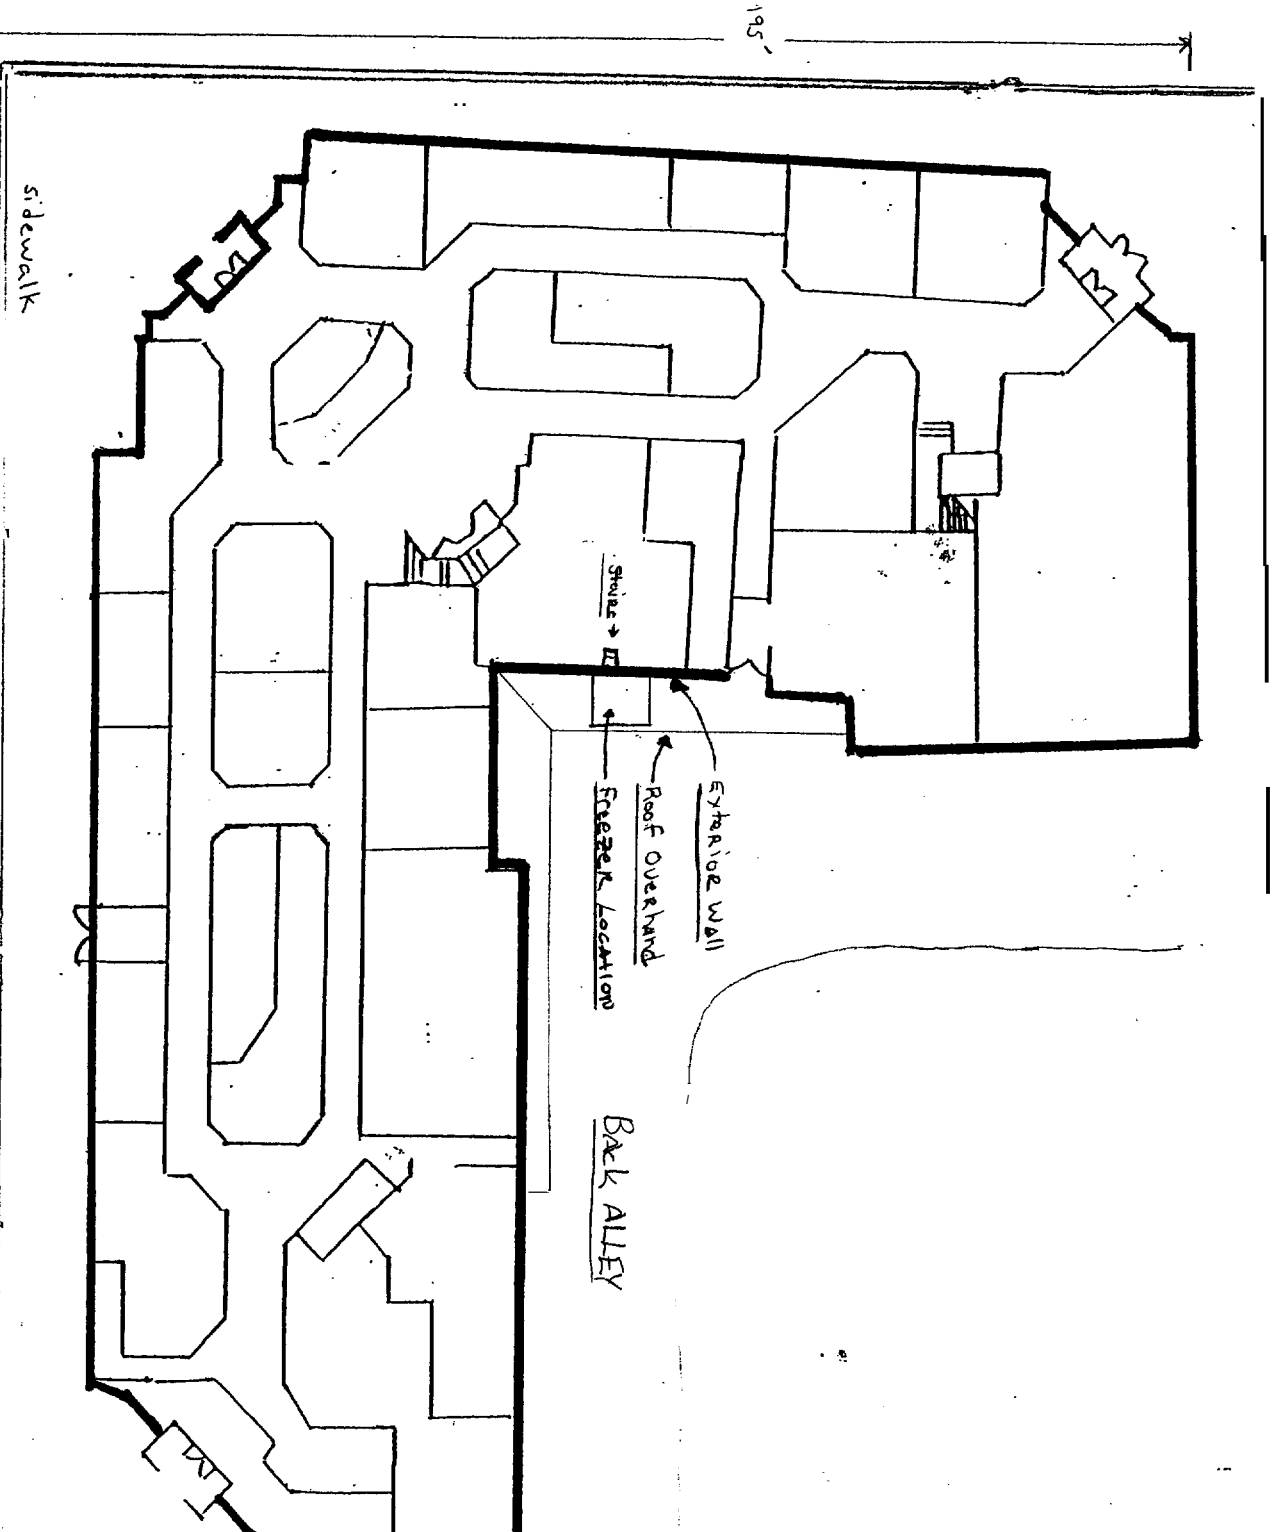 195'
sidewalk
Stairs
Exterior Wall
Roof Overhand
Freezer Location
Back ALLEY